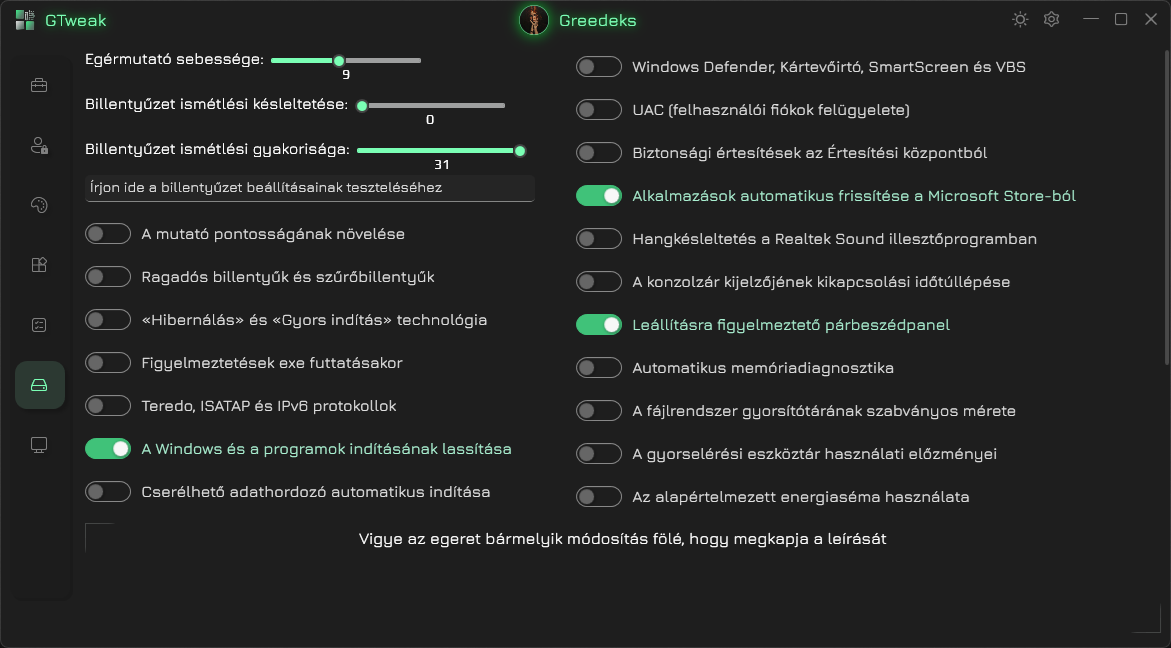 GTweak
Greedeks
Egérmutató sebessége:
9
Billentyűzet ismétlési késleltetése:
0
Billentyűzet ismétlési gyakorisága:
31
Írjon ide a billentyűzet beállításainak teszteléséhez
A mutató pontosságának növelése
Ragadós billentyűk és szűrőbillentyűk
«Hibernálás» és «Gyors indítás» technológia
Figyelmeztetések exe futtatásakor
Teredo, ISATAP és IPv6 protokollok
A Windows és a programok indításának lassítása
Cserélhető adathordozó automatikus indítása
Windows Defender, Kártevőirtó, SmartScreen és VBS
UAC (felhasználói fiókok felügyelete)
Biztonsági értesítések az Értesítési központból
Alkalmazások automatikus frissítése a Microsoft Store-ból
Hangkésleltetés a Realtek Sound illesztőprogramban
A konzolzár kijelzőjének kikapcsolási időtúllépése
Leállításra figyelmeztető párbeszédpanel
Automatikus memóriadiagnosztika
A fájlrendszer gyorsítótárának szabványos mérete
A gyorselérési eszköztár használati előzményei
Az alapértelmezett energiaséma használata
Vigye az egeret bármelyik módosítás fölé, hogy megkapja a leírását